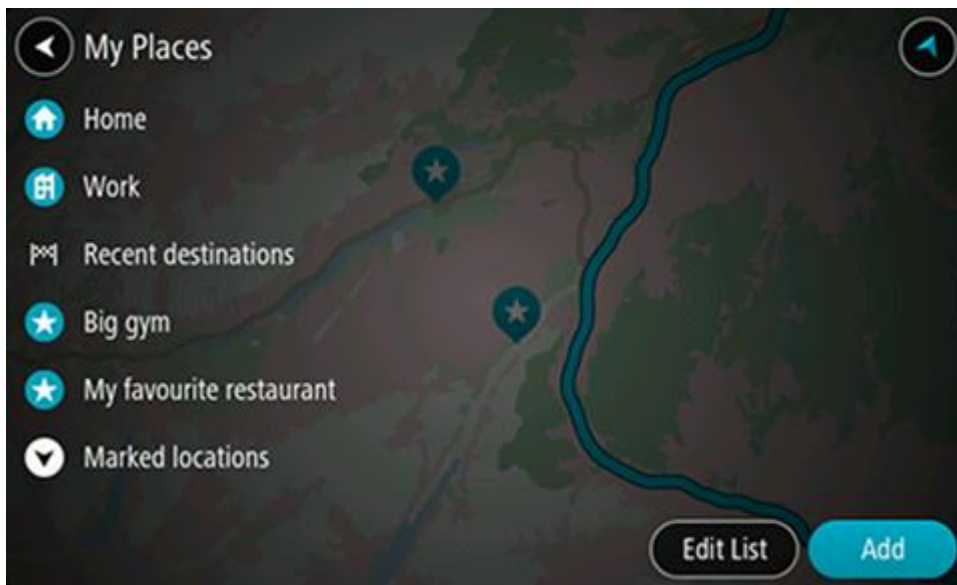 My Places
Home
Work
Recent destinations
Big gym
My favourite restaurant
Marked locations
Edit List
Add